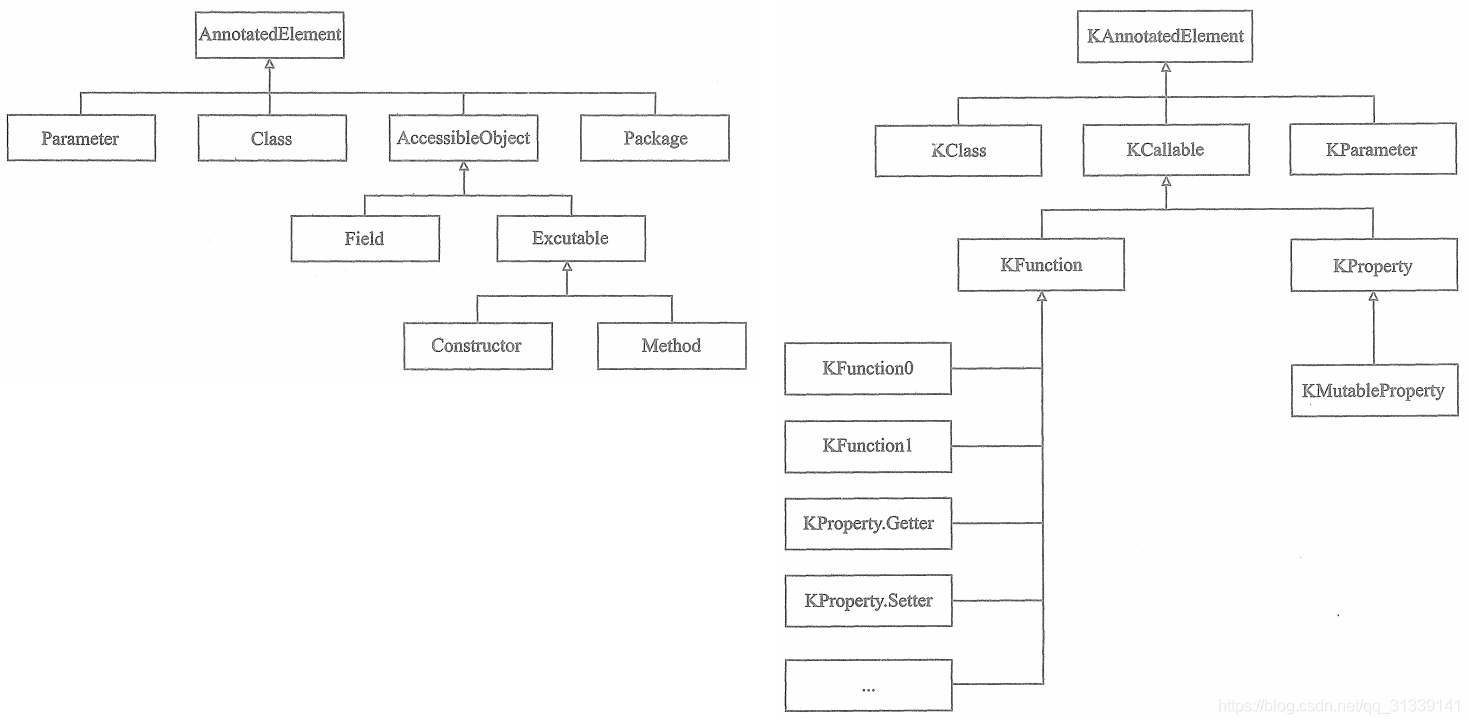 AnnotatedElement
Parameter
Class
AccessibleObject
Package
Field
Excutable
Constructor
Method
KAnnotatedElement
KClass
KCallable
KParameter
KFunction
KProperty
KFunction0
KFunction1
KProperty.Getter
KProperty.Setter
...
KMutableProperty
https://blog.csdn.net/qq_31339141